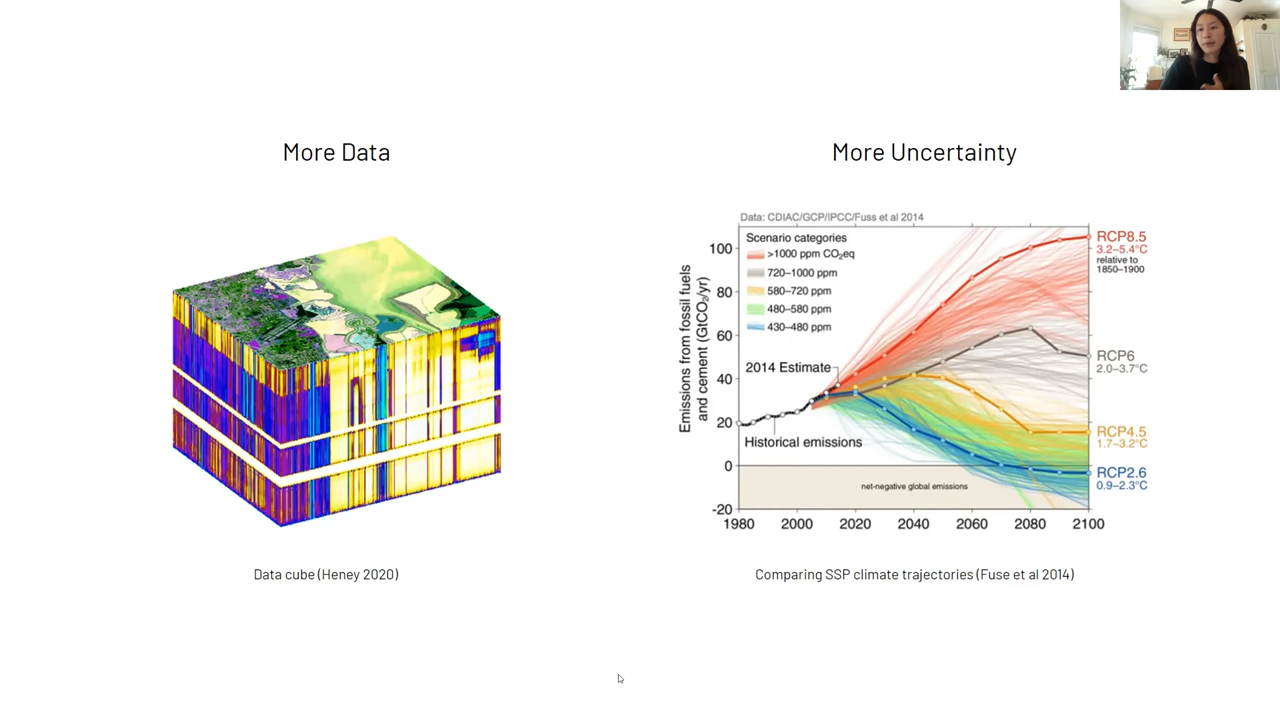 More Data
More Uncertainty
Data: CDIAC/GCP/IPCC/Fuss et al 2014
Scenario categories
>1000 ppm CO₂eq
720–1000 ppm
580–720 ppm
480–580 ppm
430–480 ppm
2014 Estimate
Historical emissions
net-negative global emissions
Emissions from fossil fuels
and cement (GtCO₂/yr)
100
80
60
40
20
0
-20
1980 2000 2020 2040 2060 2080 2100
RCP8.5
3.2–5.4°C
relative to
1850–1900
RCP6
2.0–3.7°C
RCP4.5
1.7–3.2°C
RCP2.6
0.9–2.3°C
Data cube (Heney 2020)
Comparing SSP climate trajectories (Fuse et al 2014)